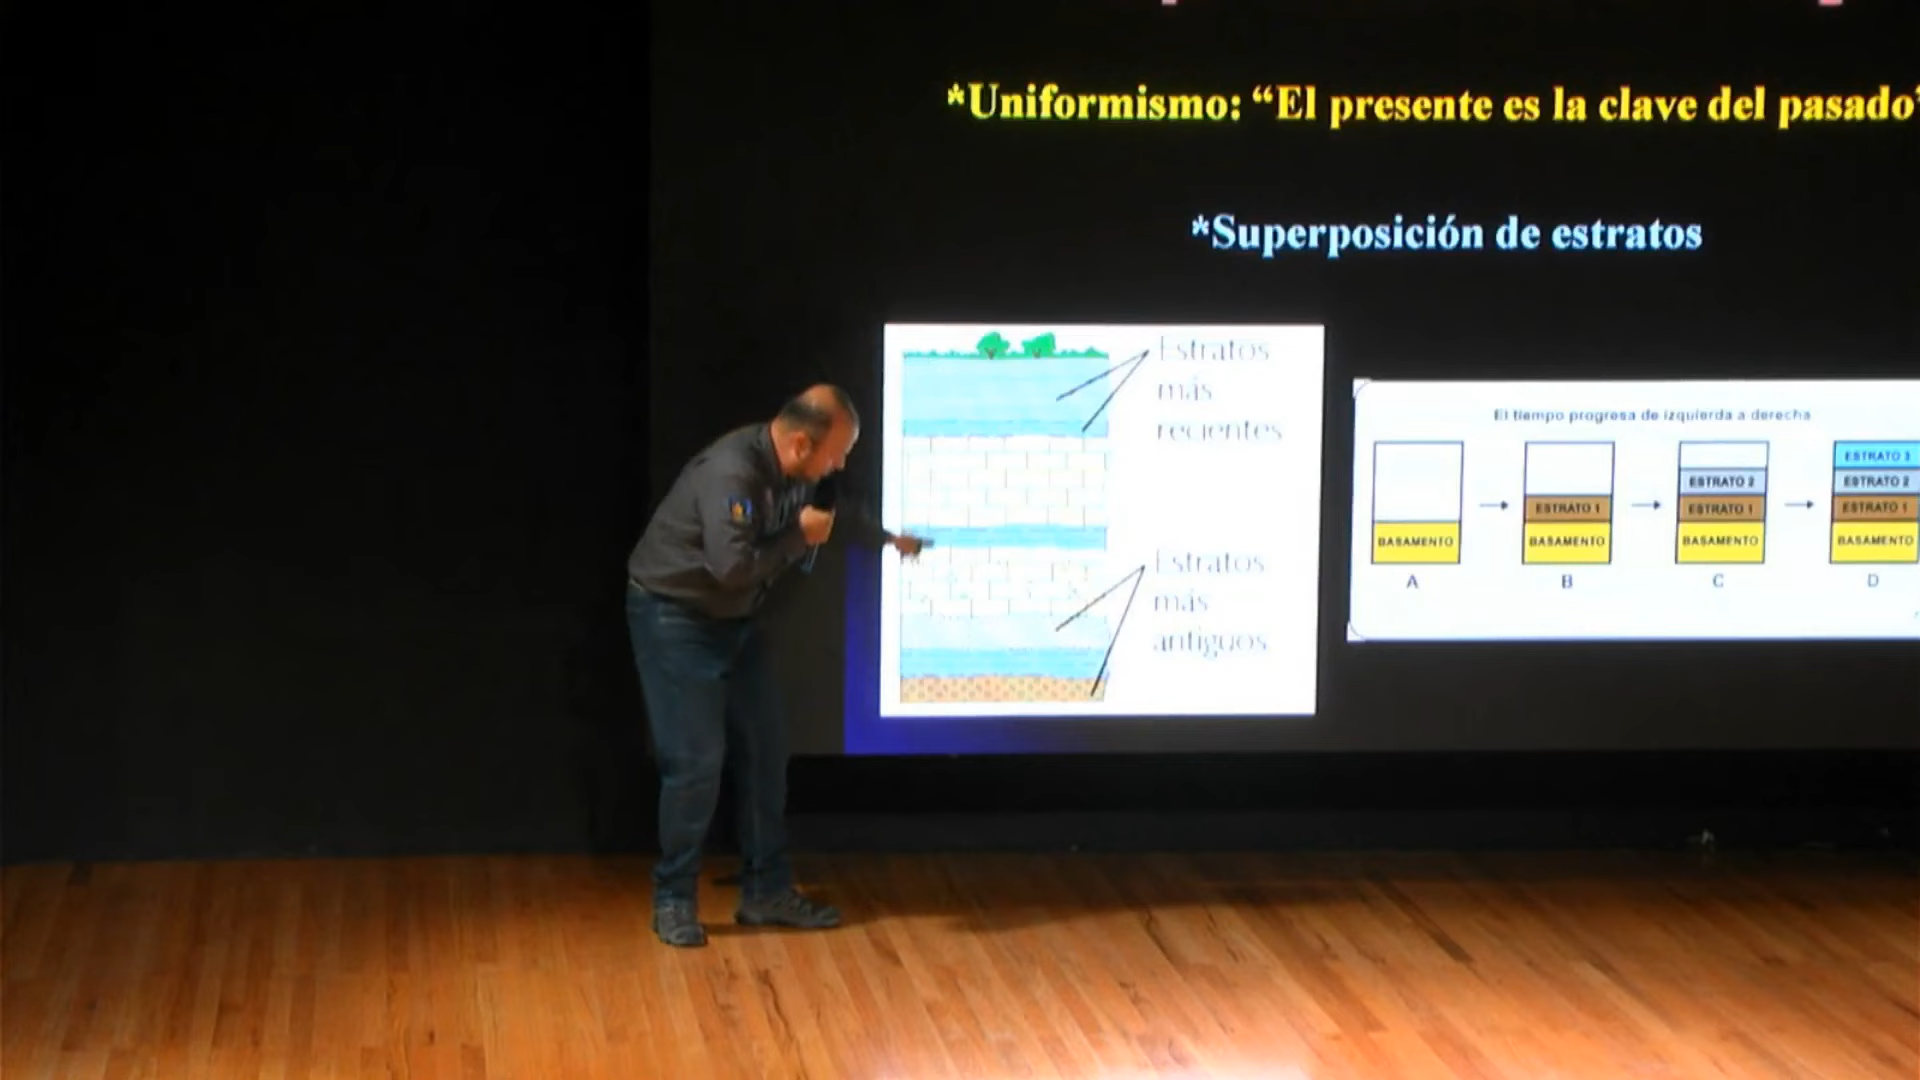 *Uniformismo: “El presente es la clave del pasado”
*Superposición de estratos
Estratos
más
recientes
Estratos
más
antiguos
El tiempo progresa de izquierda a derecha
BASAMENTO
A
ESTRATO 1
BASAMENTO
B
ESTRATO 2
ESTRATO 1
BASAMENTO
C
ESTRATO 3
ESTRATO 2
ESTRATO 1
BASAMENTO
D